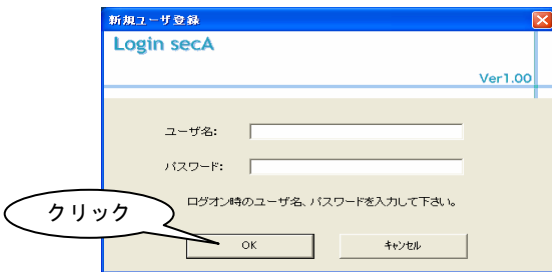 新規ユーザ登録
Login secA
Ver1.00
ユーザ名:
パスワード:
ログオン時のユーザ名、パスワードを入力して下さい。
クリック
OK キャンセル